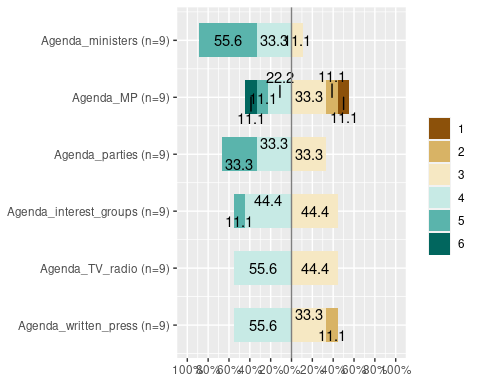 Agenda_ministers (n=9)
55.6 33.3 11.1
22.2 11.1
Agenda_MP (n=9)
11.1 33.3
11.1 11.1
33.3
Agenda_parties (n=9)
33.3 33.3
44.4
Agenda_interest_groups (n=9)
11.1 44.4
Agenda_TV_radio (n=9)
55.6 44.4
33.3
Agenda_written_press (n=9)
55.6 11.1
100% 80% 60% 40% 20% 0% 20% 40% 60% 80% 100%
1
2
3
4
5
6